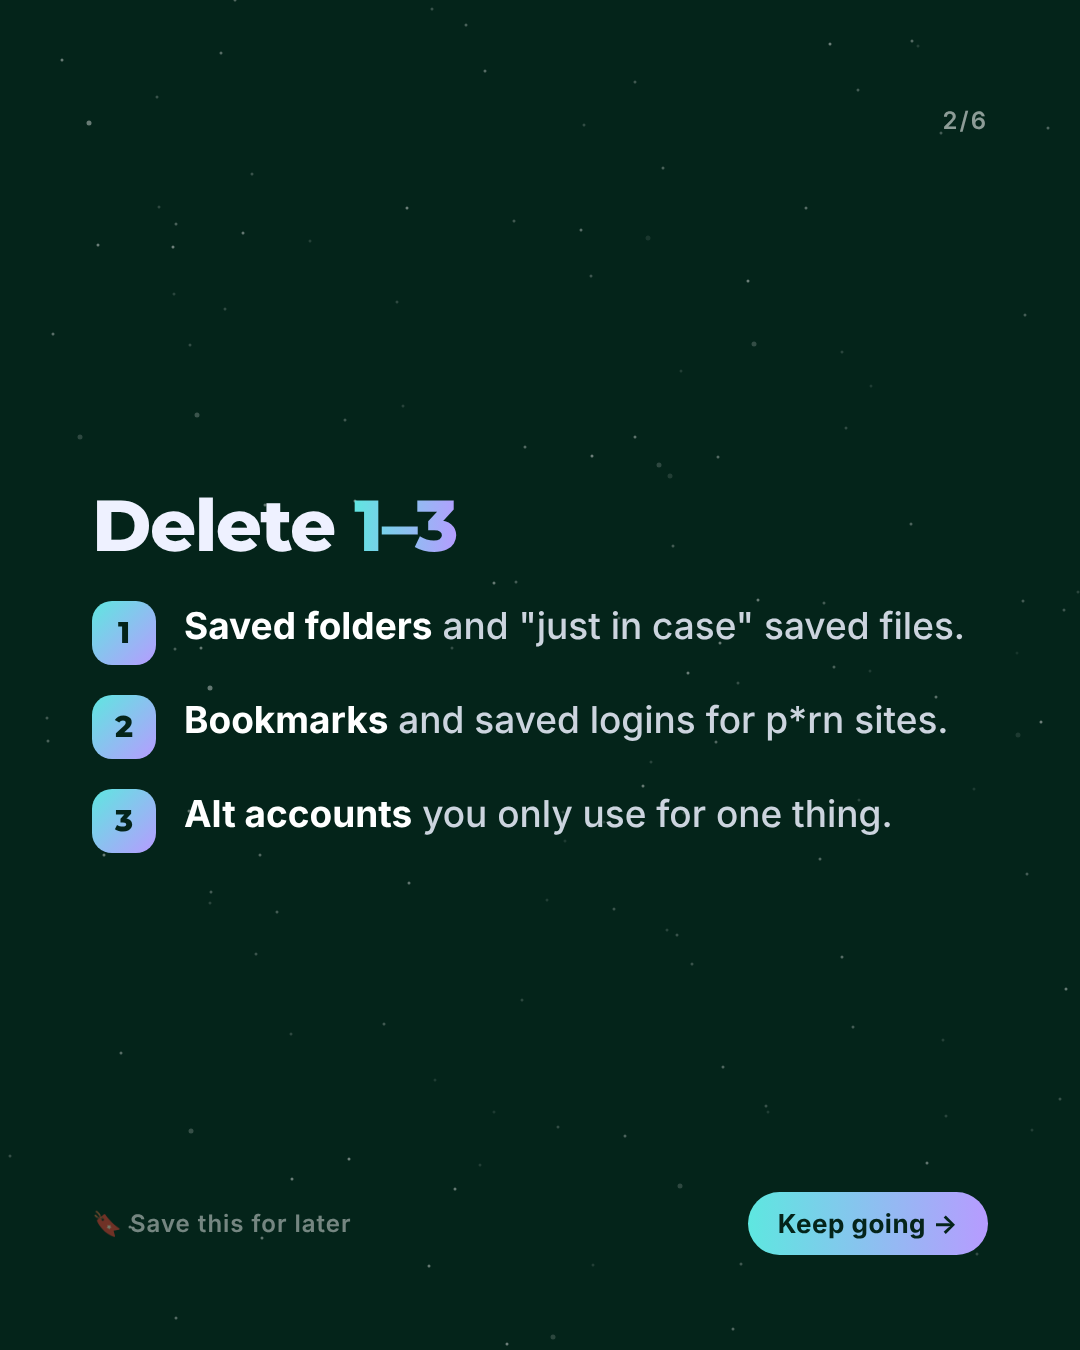 2/6
Delete 1–3
1 Saved folders and "just in case" saved files.
2 Bookmarks and saved logins for p*rn sites.
3 Alt accounts you only use for one thing.
🔖 Save this for later
Keep going →